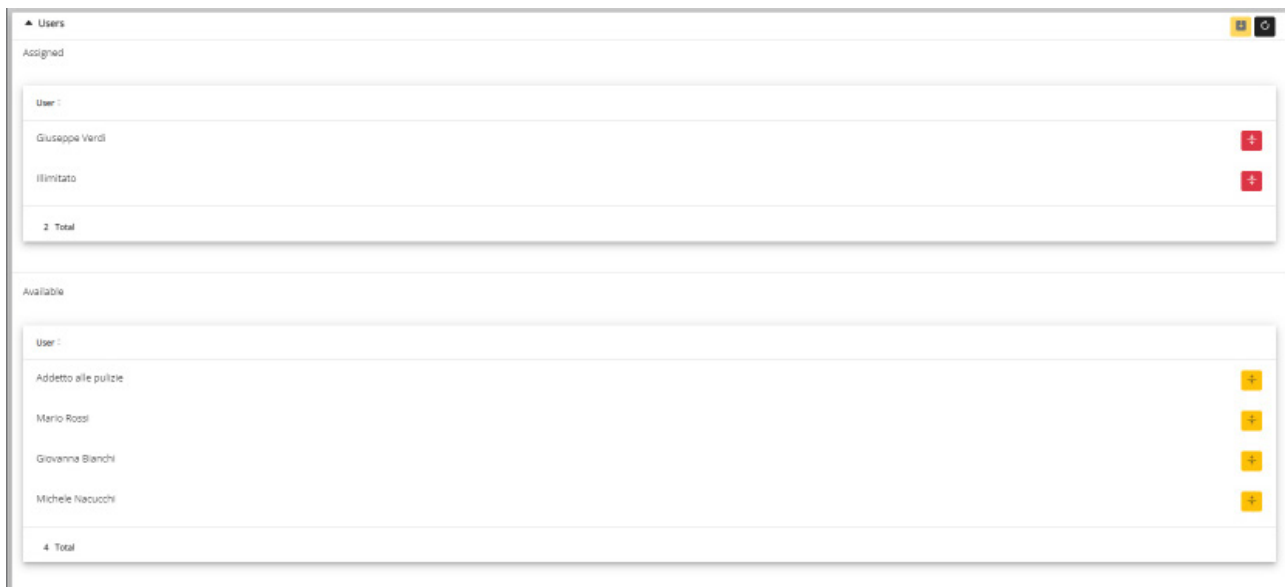 Users
Assigned
User
Giuseppe Verdi
Illimitato
2 Total
Available
User
Addetto alle pulizie
Mario Rossi
Giovanna Bianchi
Michele Nacucchi
4 Total